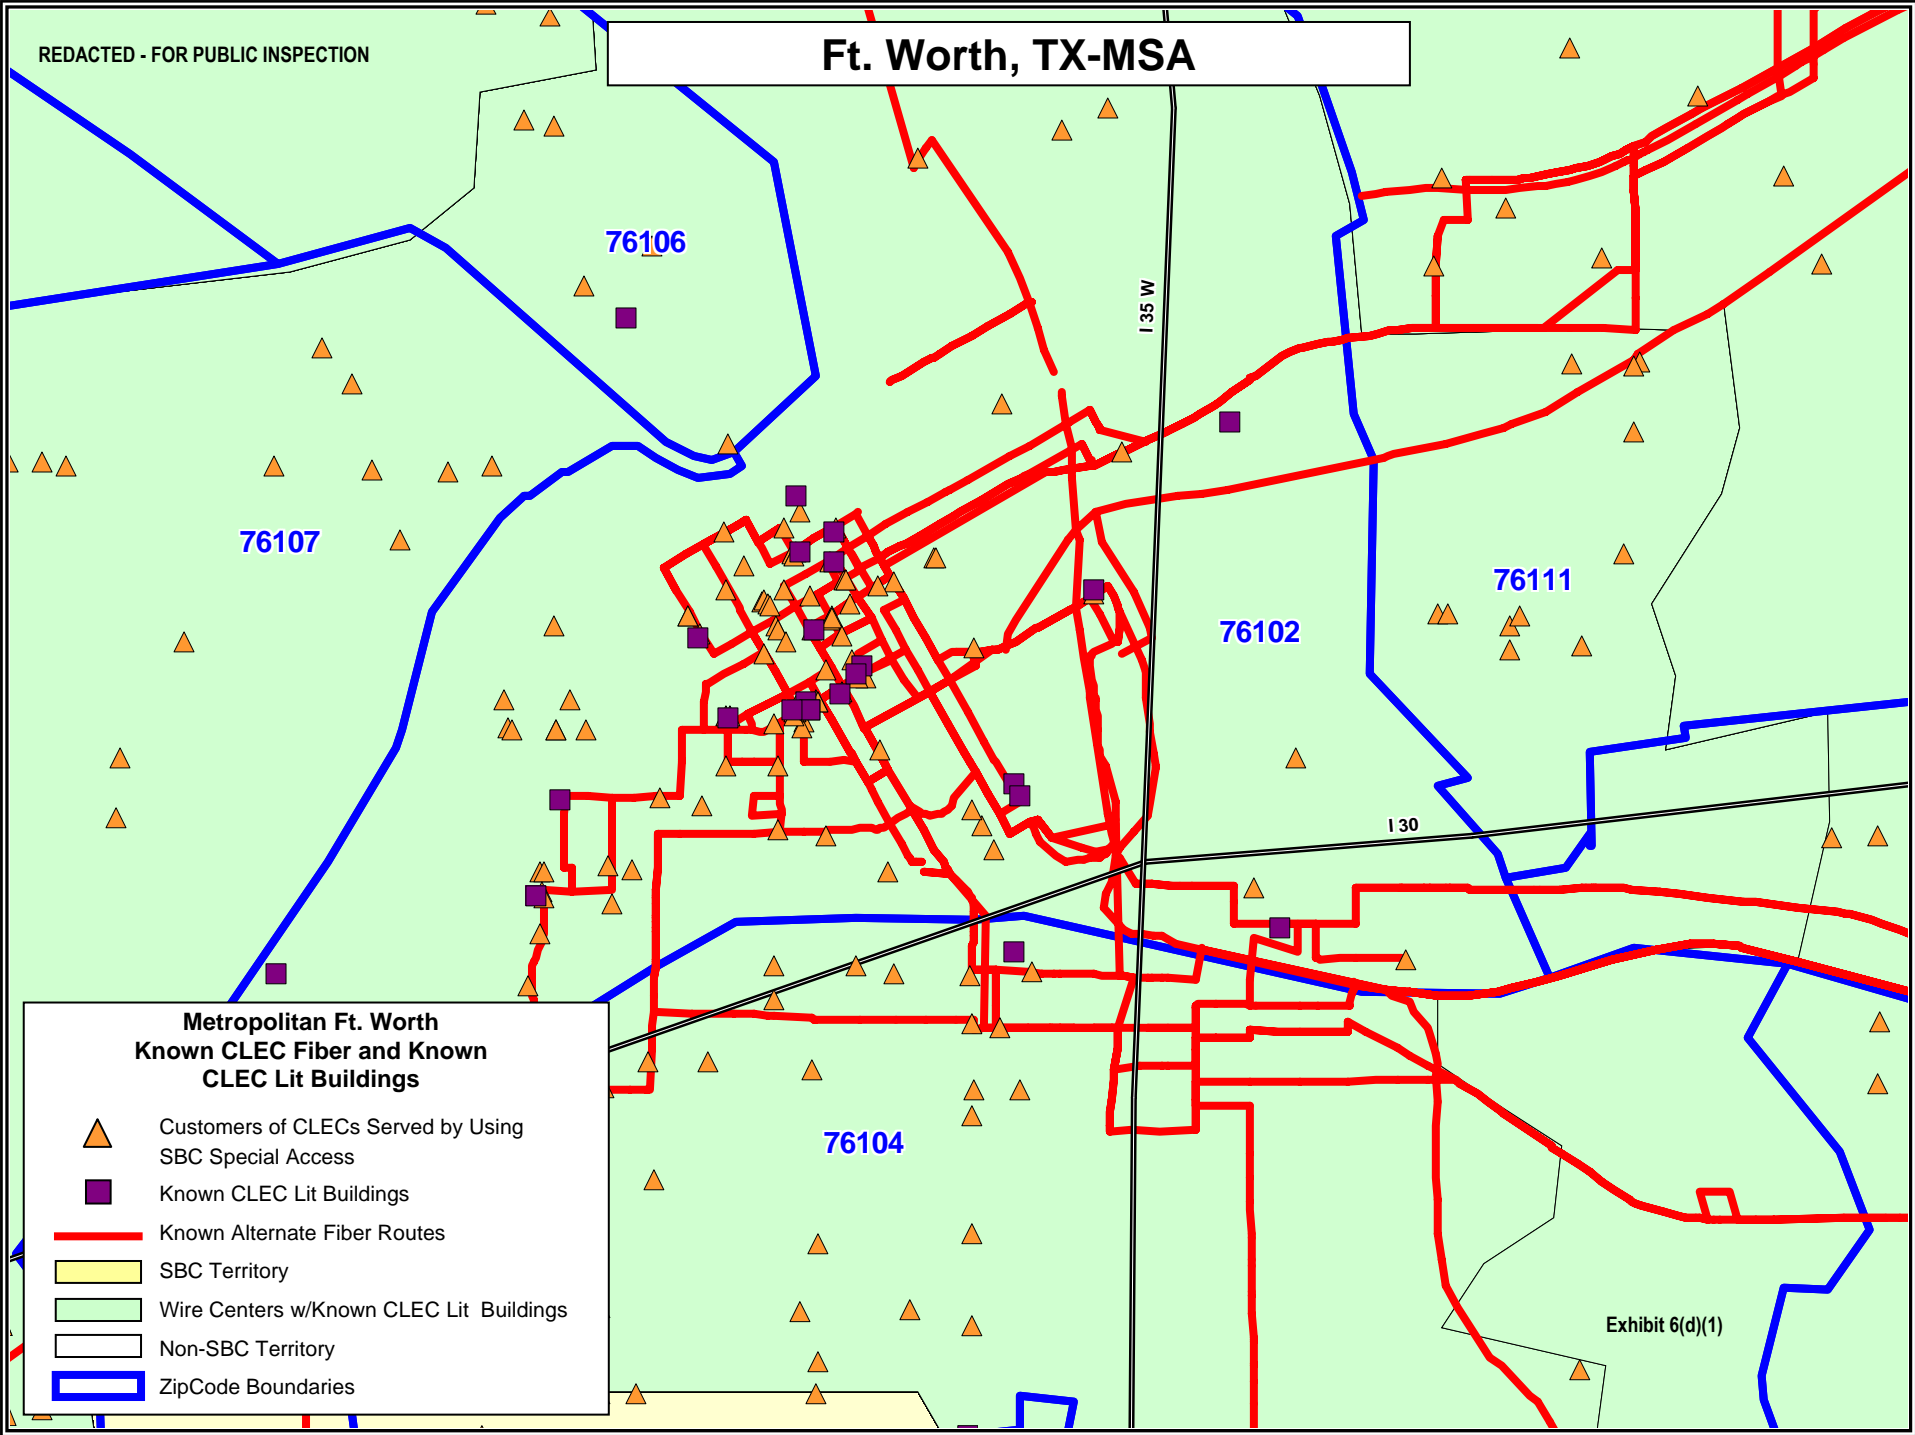 REDACTED - FOR PUBLIC INSPECTION
Ft. Worth, TX-MSA
76106
I 35 W
76107
76111
76102
I 30
76104
Metropolitan Ft. Worth
Known CLEC Fiber and Known
CLEC Lit Buildings
Customers of CLECs Served by Using
SBC Special Access
Known CLEC Lit Buildings
Known Alternate Fiber Routes
SBC Territory
Wire Centers w/Known CLEC Lit  Buildings
Non-SBC Territory
ZipCode Boundaries
Exhibit 6(d)(1)